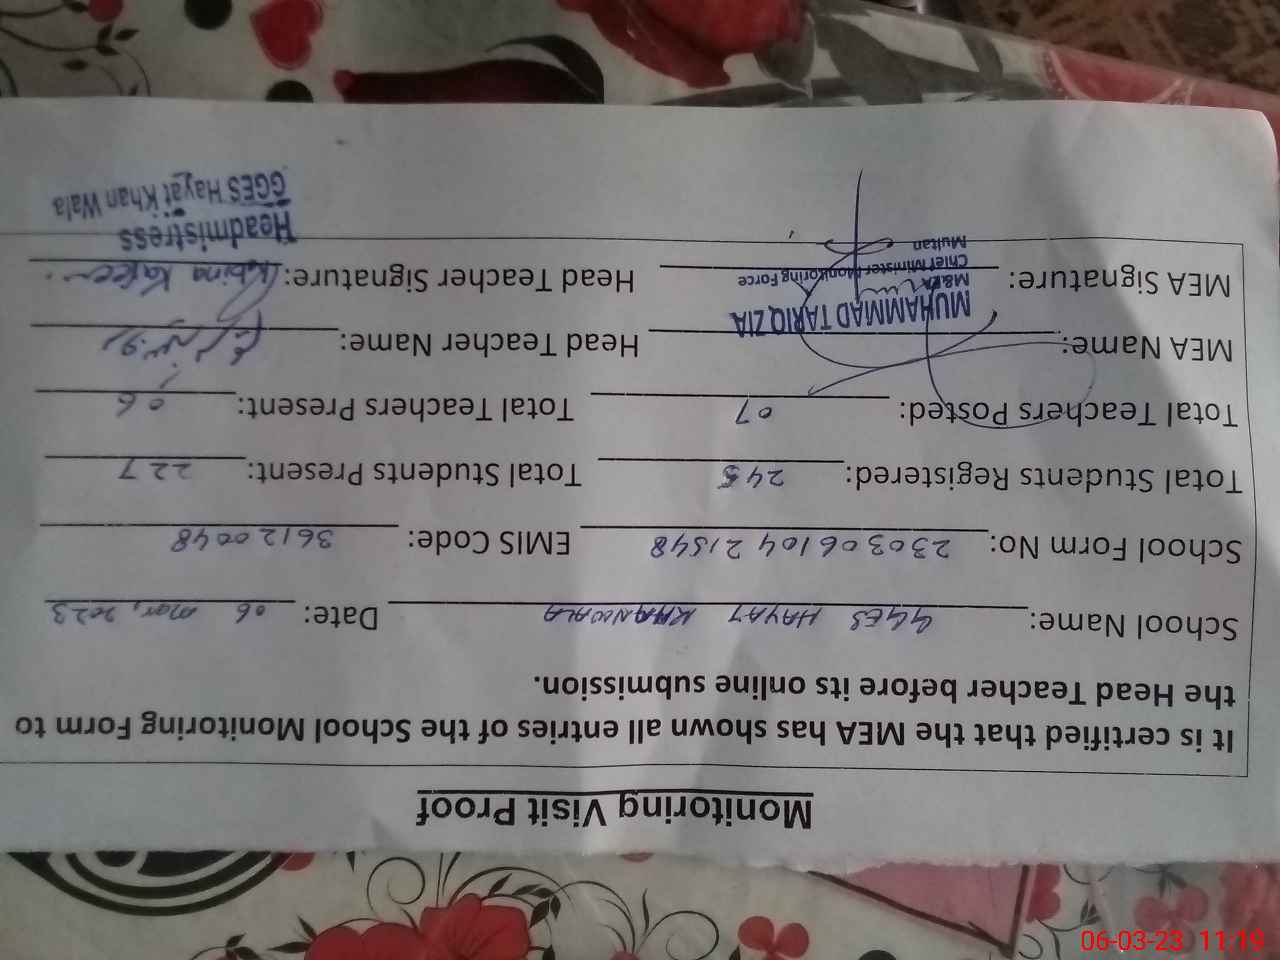 Monitoring Visit Proof
It is certified that the MEA has shown all entries of the School Monitoring Form to
the Head Teacher before its online submission.
School Name: GGES HAYAT KHANWALA Date: 06 mar, 2023
School Form No: 23030610421548 EMIS Code: 36120048
Total Students Registered: 245 Total Students Present: 227
Total Teachers Posted: 07 Total Teachers Present: 06
MEA Name: MUHAMMAD TARIQ ZIA Head Teacher Name:
M&EA
MEA Signature: Chief Minister Monitoring Force Head Teacher Signature:
Multan
Headmistress
GGES Hayat Khan Wala
06-03-23 11:19